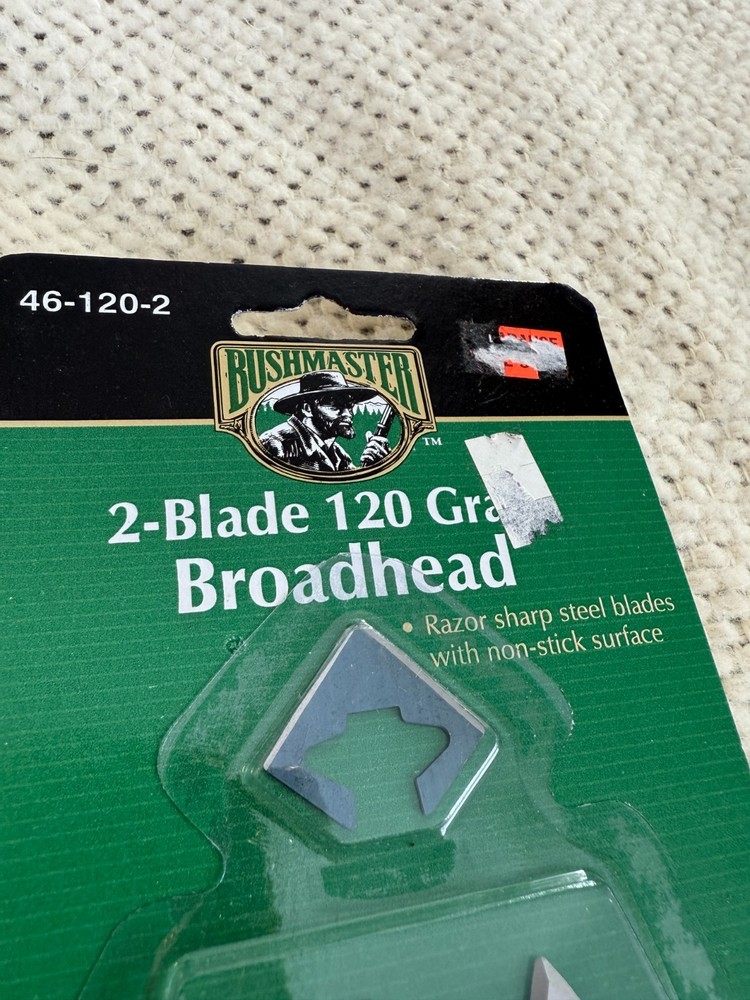 46-120-2
BUSHMASTER
TM
2-Blade 120 Gra
Broadhead
• Razor sharp steel blades
with non-stick surface